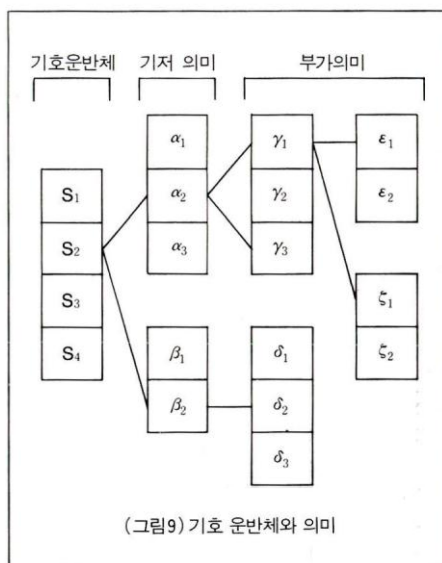 기호운반체 기저 의미 부가의미
α₁ γ₁ ε₁
S₁ α₂ γ₂ ε₂
S₂ α₃ γ₃
S₃ ζ₁
S₄ β₁ δ₁ ζ₂
β₂ δ₂
δ₃
(그림9) 기호 운반체와 의미